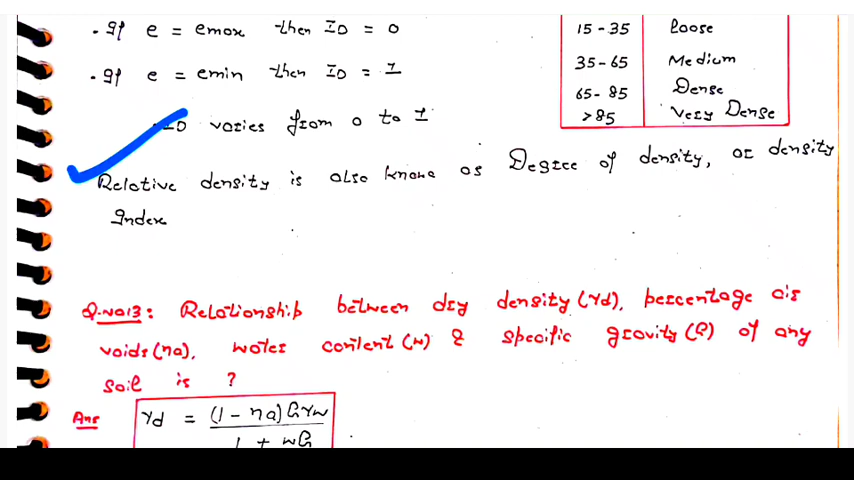 . If e = emax then ID = 0
. If e = emin then ID = 1
ID varies from 0 to 1
Relative density is also known as Degree of density, or density
Index
15 - 35 Loose
35 - 65 Medium
65 - 85 Dense
> 85 Very Dense
Q.No13: Relationship between dry density (γd), percentage air
voids (na), water content (w) & specific gravity (G) of any
soil is ?
Ans γd = (1 - na) G γw
1 + wG